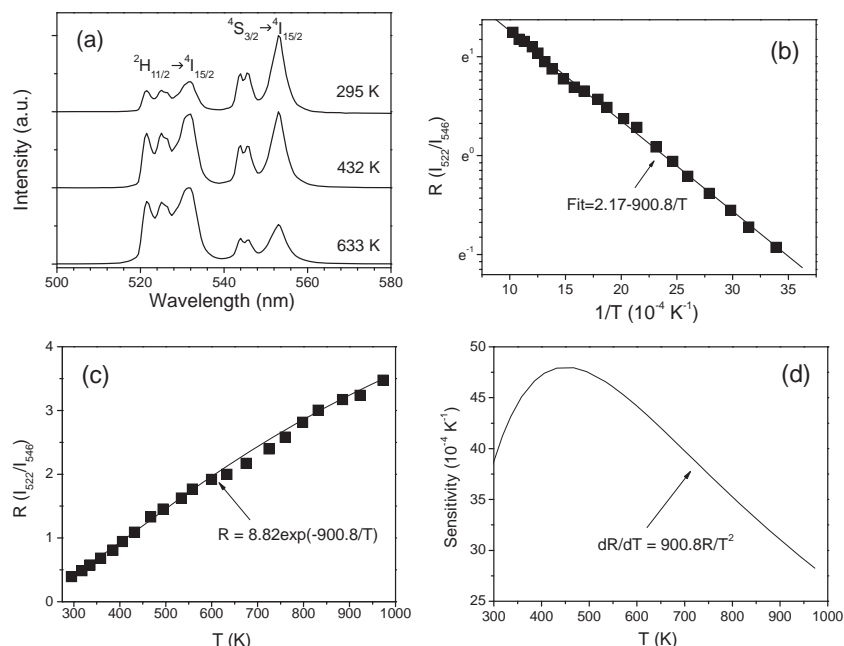 (a)
⁴S₃/₂→⁴I₁₅/₂
²H₁₁/₂→⁴I₁₅/₂
295 K
432 K
633 K
Intensity (a.u.)
500 520 540 560 580
Wavelength (nm)
(b)
e¹
e⁰
e⁻¹
R (I₅₂₂/I₅₄₆)
Fit=2.17-900.8/T
10 15 20 25 30 35
1/T (10⁻⁴ K⁻¹)
(c)
4
3
2
1
0
R (I₅₂₂/I₅₄₆)
R = 8.82exp(-900.8/T)
300 400 500 600 700 800 900 1000
T (K)
(d)
50
45
40
35
30
25
Sensitivity (10⁻⁴ K⁻¹)
dR/dT = 900.8R/T²
300 400 500 600 700 800 900 1000
T (K)